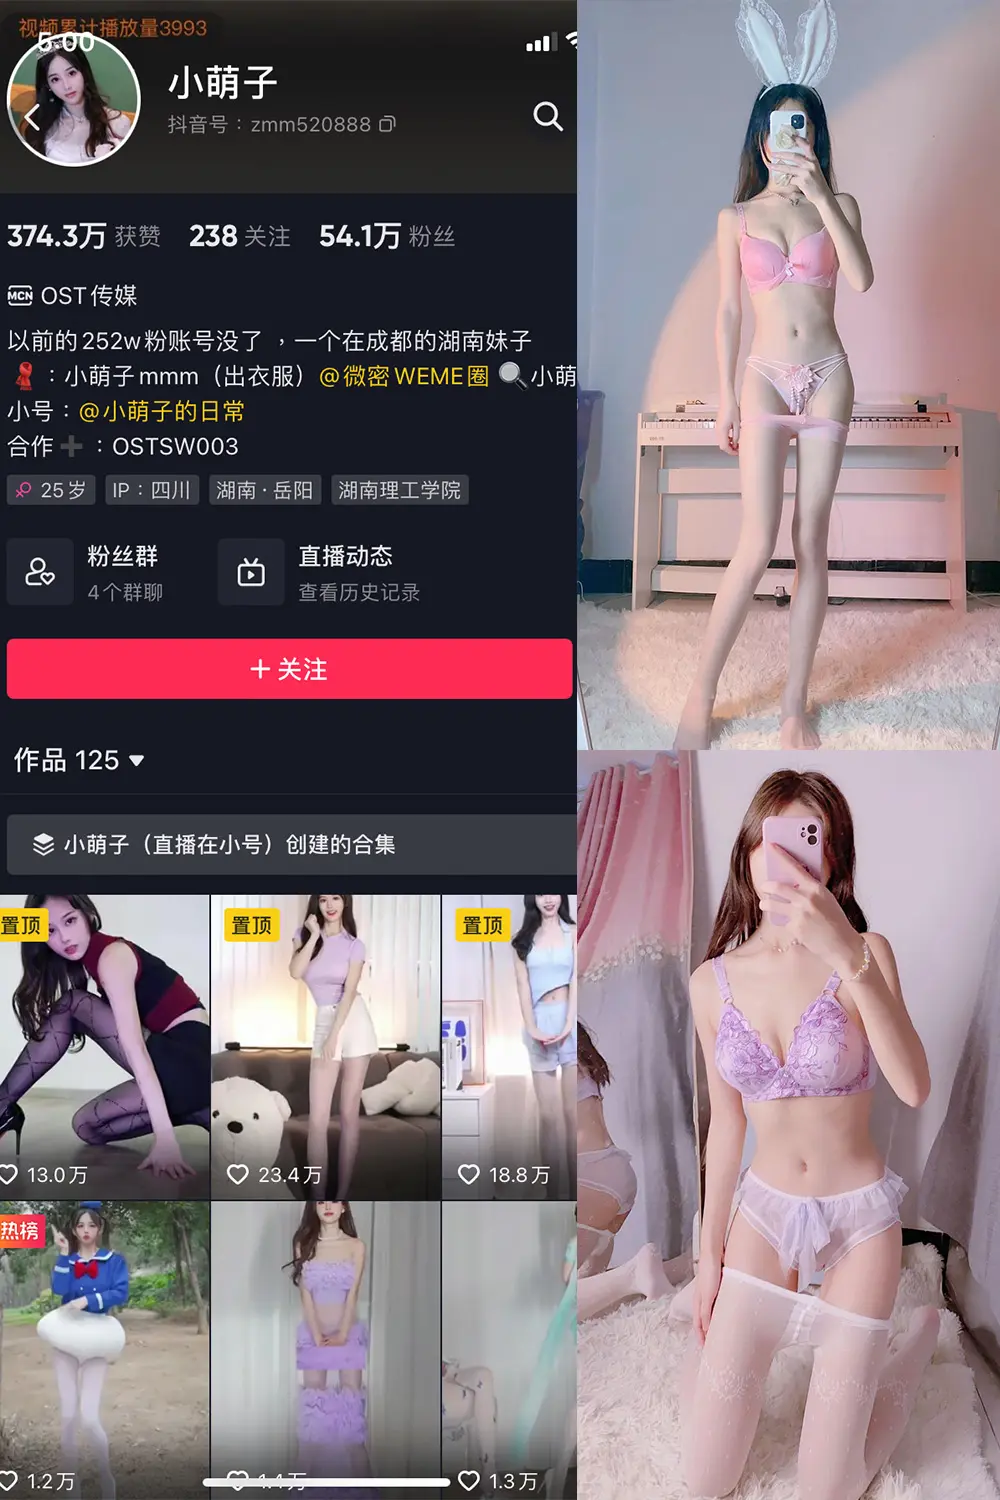 视频累计播放量3993
5:00
小萌子
抖音号：zmm520888
374.3万 获赞 238 关注 54.1万 粉丝
MCN OST传媒
以前的252w粉账号没了，一个在成都的湖南妹子
：小萌子mmm（出衣服）@微密WEME圈 小萌
小号：@小萌子的日常
合作 ：OSTSW003
25岁 IP：四川 湖南·岳阳 湖南理工学院
粉丝群 直播动态
4个群聊 查看历史记录
+ 关注
作品 125
小萌子（直播在小号）创建的合集
置顶 置顶 置顶
13.0万 23.4万 18.8万
热榜
1.2万 1.4万 1.3万